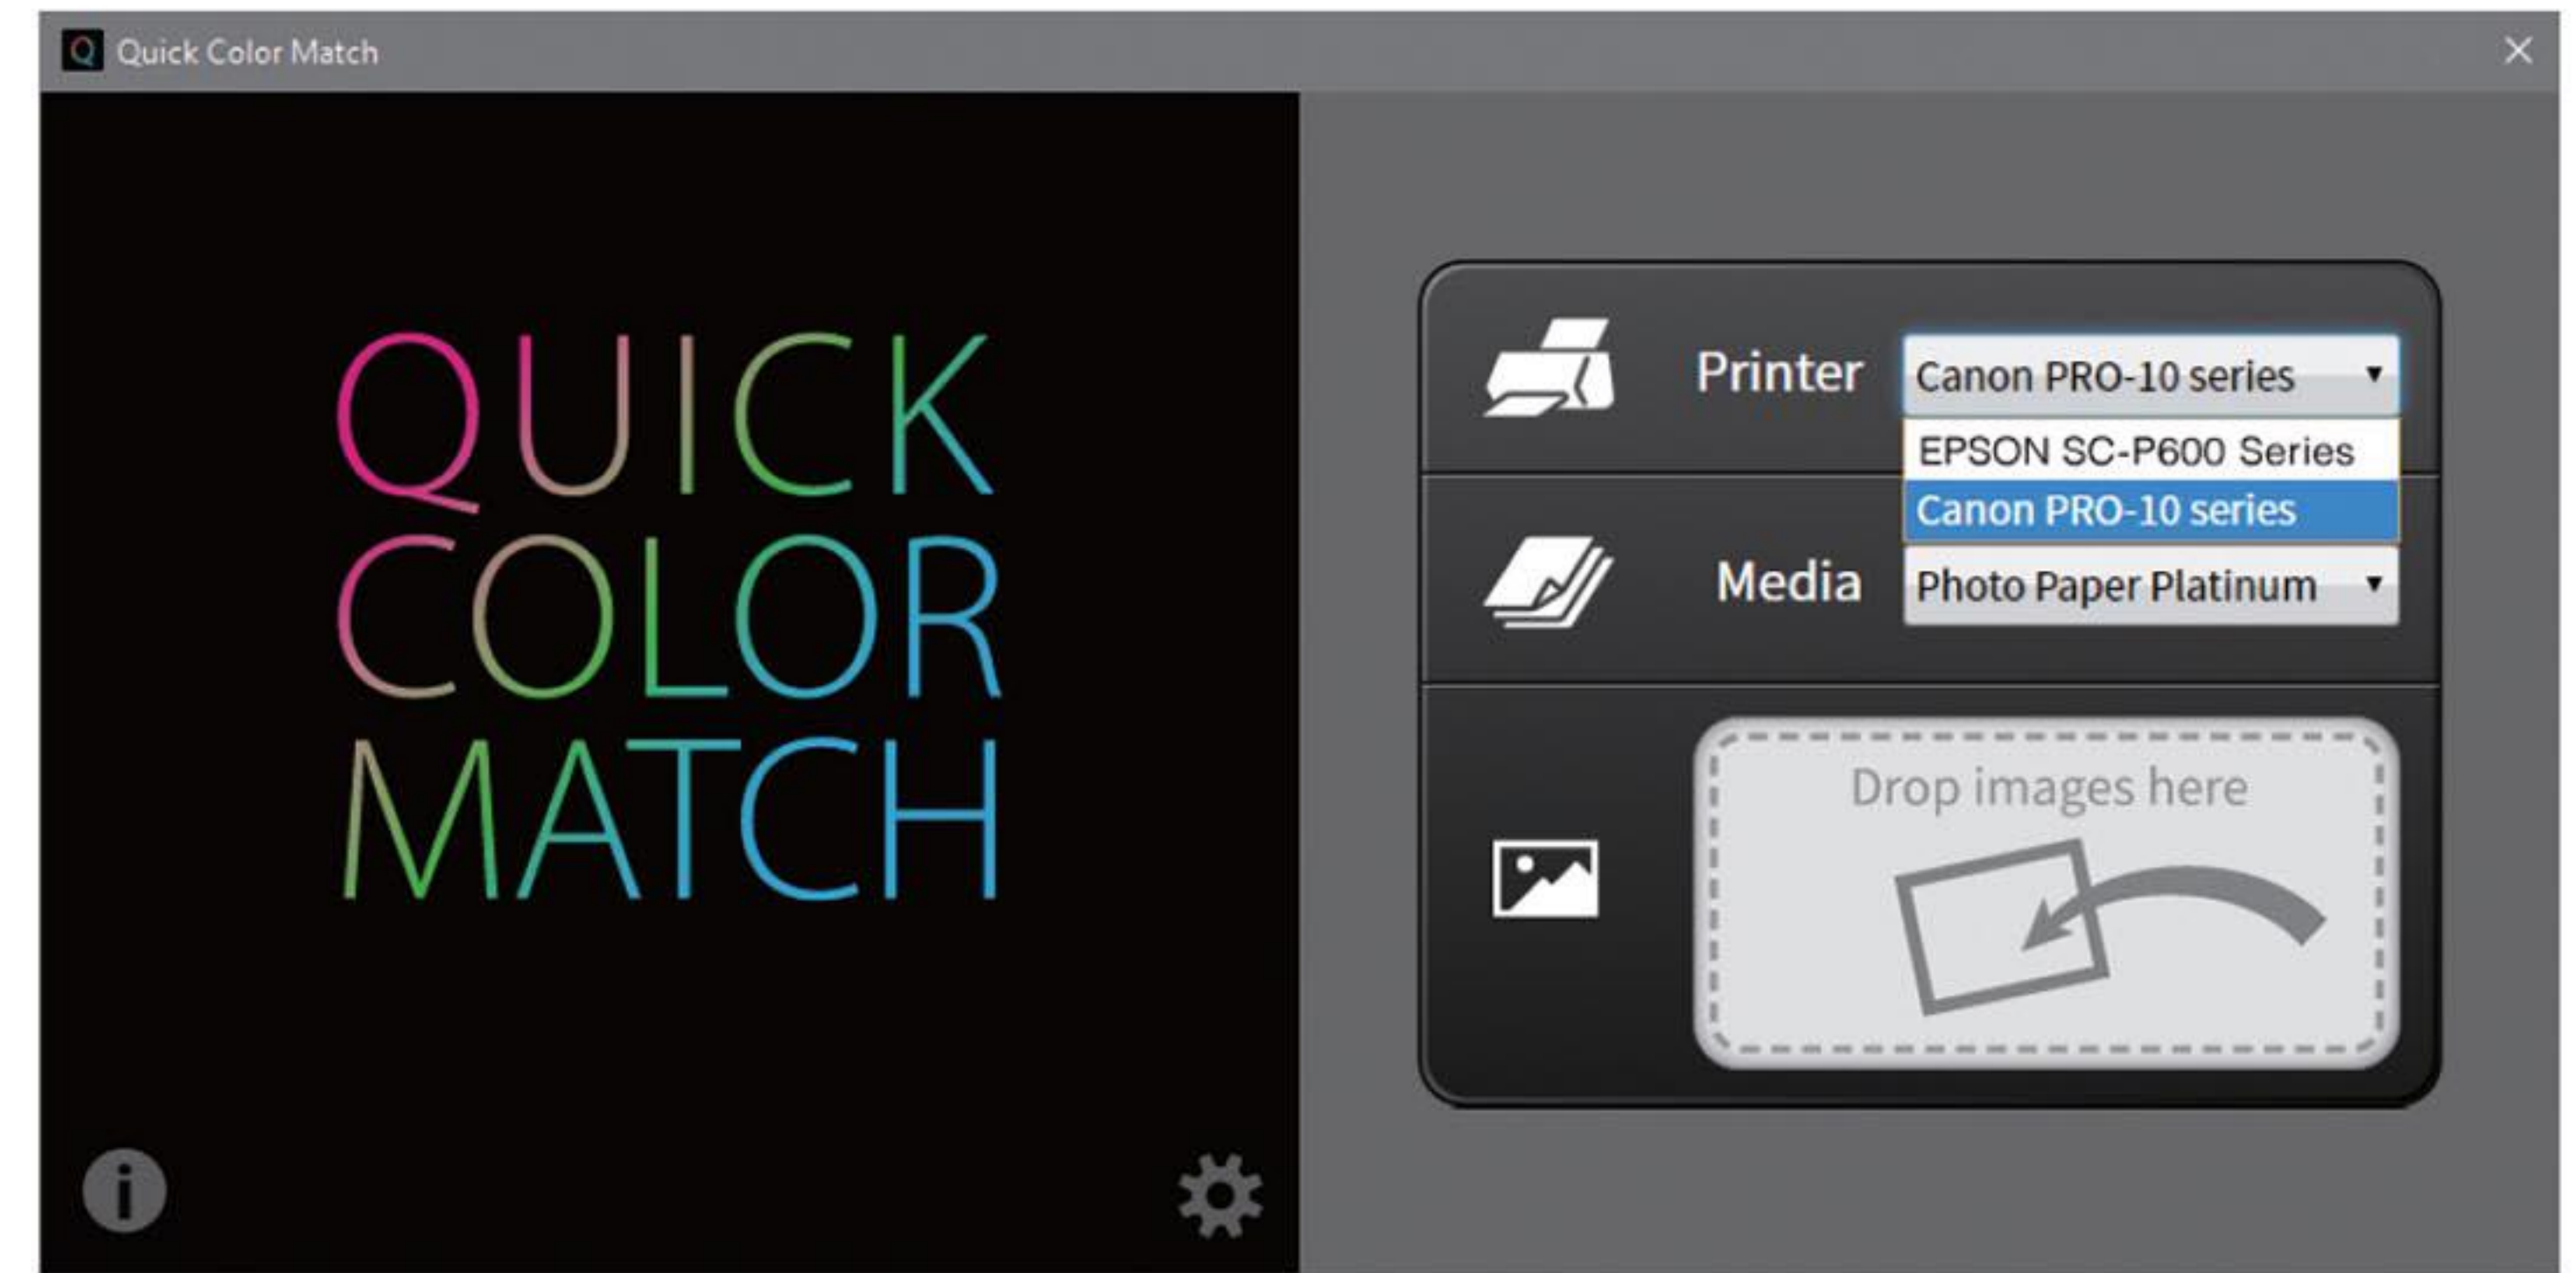 Quick Color Match
QUICK
COLOR
MATCH
Printer
Canon PRO-10 series
EPSON SC-P600 Series
Canon PRO-10 series
Media
Photo Paper Platinum
Drop images here